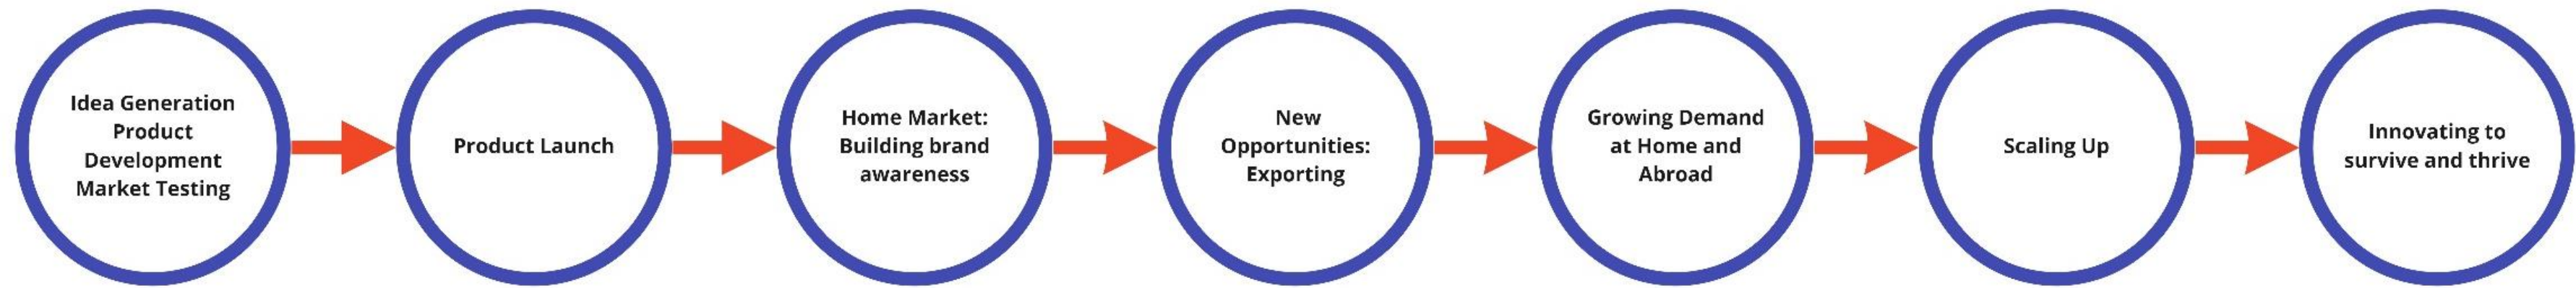 Idea Generation
Product
Development
Market Testing
Product Launch
Home Market:
Building brand
awareness
New
Opportunities:
Exporting
Growing Demand
at Home and
Abroad
Scaling Up
Innovating to
survive and thrive